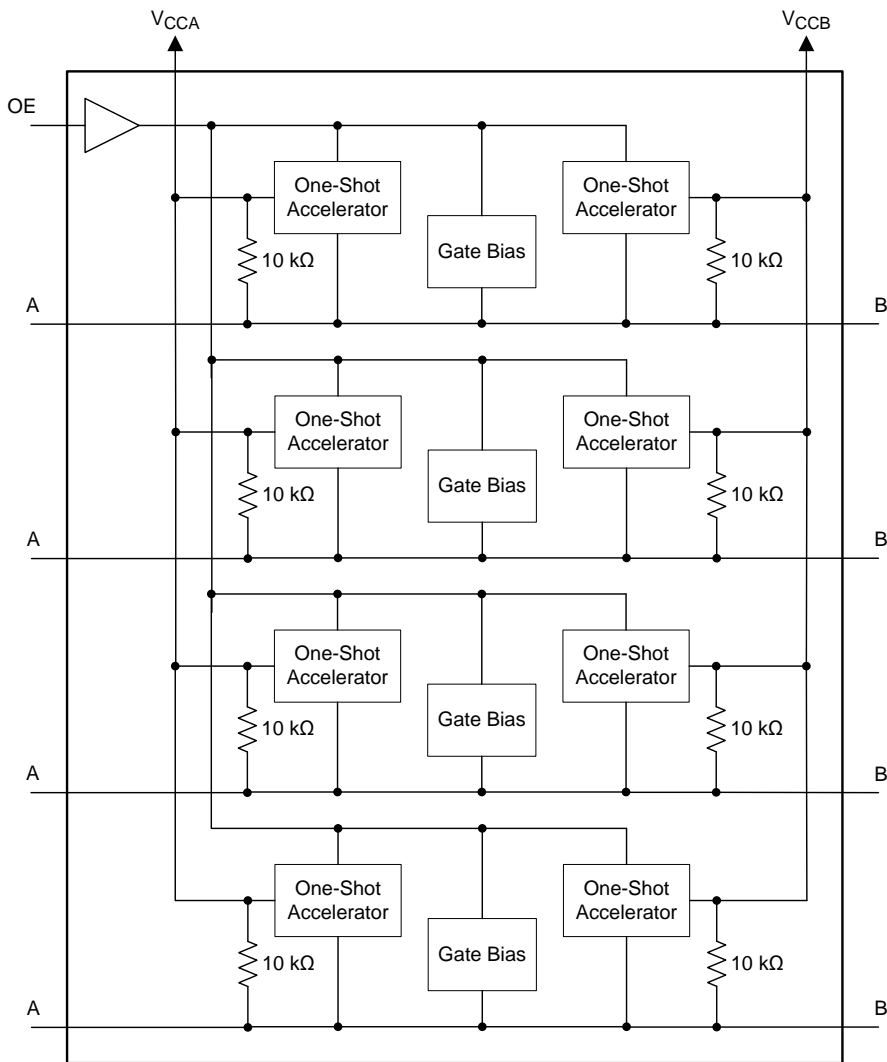 VCCA
VCCB
OE
One-Shot
Accelerator
One-Shot
Accelerator
Gate Bias
10 kΩ
10 kΩ
A
B
One-Shot
Accelerator
One-Shot
Accelerator
Gate Bias
10 kΩ
10 kΩ
A
B
One-Shot
Accelerator
One-Shot
Accelerator
Gate Bias
10 kΩ
10 kΩ
A
B
One-Shot
Accelerator
One-Shot
Accelerator
Gate Bias
10 kΩ
10 kΩ
A
B